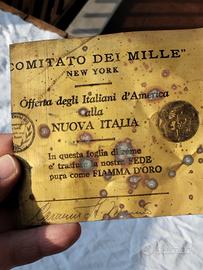 COMITATO DEI MILLE"
NEW YORK
Offerta degli Italiani d'America
alla
NUOVA ITALIA
In questa foglia di rame
e' tradotta la nostra FEDE
pura come FIAMMA D'ORO